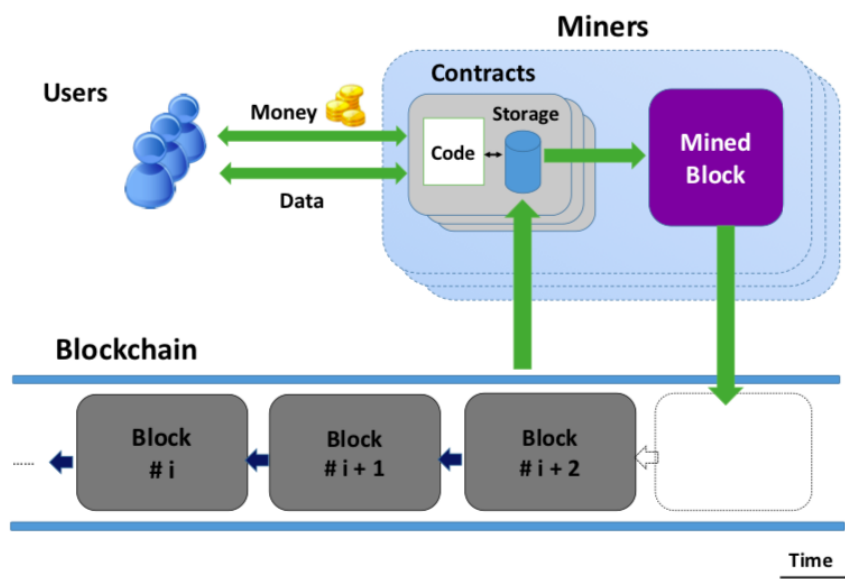 Miners
Contracts
Users
Money
Storage
Code
Mined
Block
Data
Blockchain
Block
# i
Block
# i + 1
Block
# i + 2
......
Time